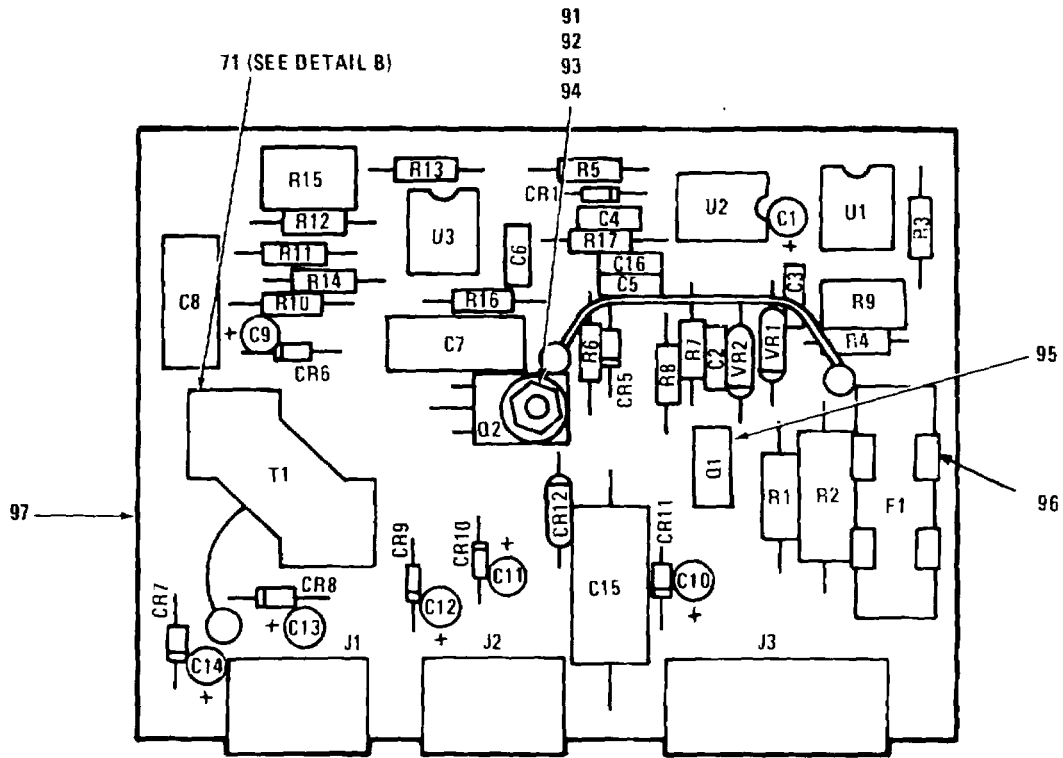 91
92
93
94
71 (SEE DETAIL B)
R15
R13
R5
CR1
U2
C1
+
U1
R3
R12
U3
C4
R17
C6
R11
C16
R14
C5
C3
C8
R10
R16
R9
+
C9
R4
C7
R6
R7
C2
VR2
VR1
CR6
CR5
R8
95
Q2
T1
Q1
R1
R2
F1
96
97
CR12
CR11
CR9
CR10
+
C11
C15
C10
+
CR7
CR8
C12
+
+
C13
J1
J2
J3
C14
+